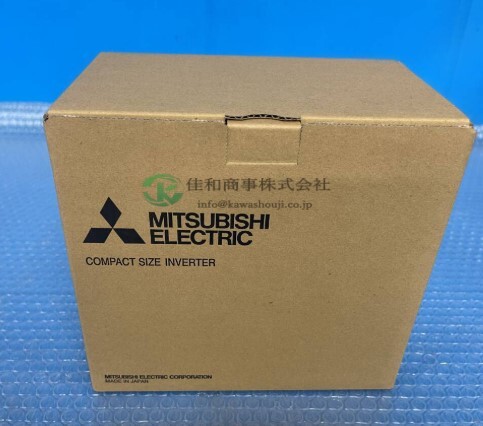 佳和商事株式会社
info@kawashouji.co.jp
MITSUBISHI
ELECTRIC
COMPACT SIZE INVERTER
MITSUBISHI ELECTRIC CORPORATION
MADE IN JAPAN